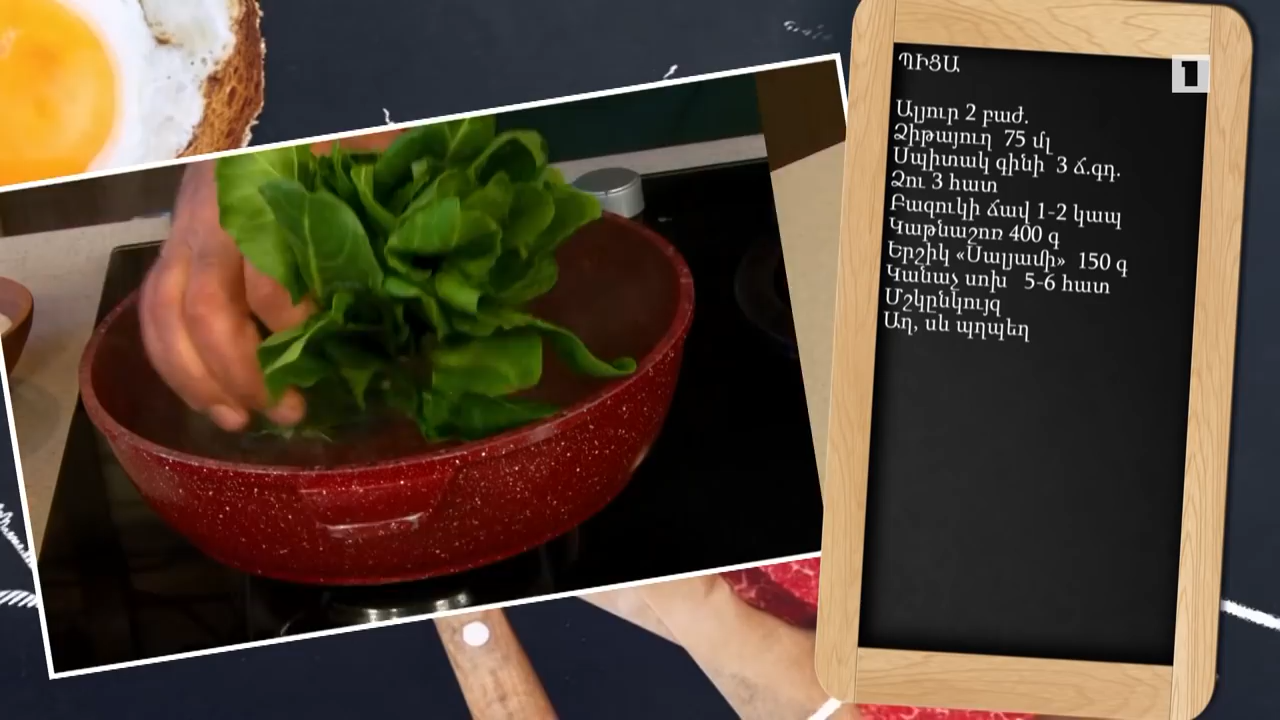 ՊԻՑԱ
1
Ալյուր 2 բաժ.
Ձիթայուղ 75 մլ
Սպիտակ գինի 3 ճ.գդ.
Ձու 3 հատ
Բազուկի ճավ 1-2 կապ
Կաթնաշոռ 400 գ
Երշիկ «Սալյամի» 150 գ
Կանաչ սոխ 5-6 հատ
Մշկընկույզ
Աղ, սև պղպեղ